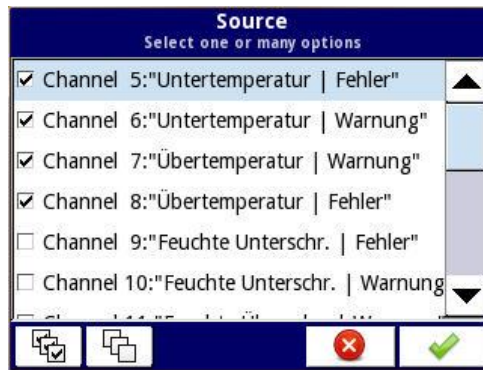 Source
Select one or many options
Channel 5:"Untertemperatur | Fehler"
Channel 6:"Untertemperatur | Warnung"
Channel 7:"Übertemperatur | Warnung"
Channel 8:"Übertemperatur | Fehler"
Channel 9:"Feuchte Unterschr. | Fehler"
Channel 10:"Feuchte Unterschr. | Warnung